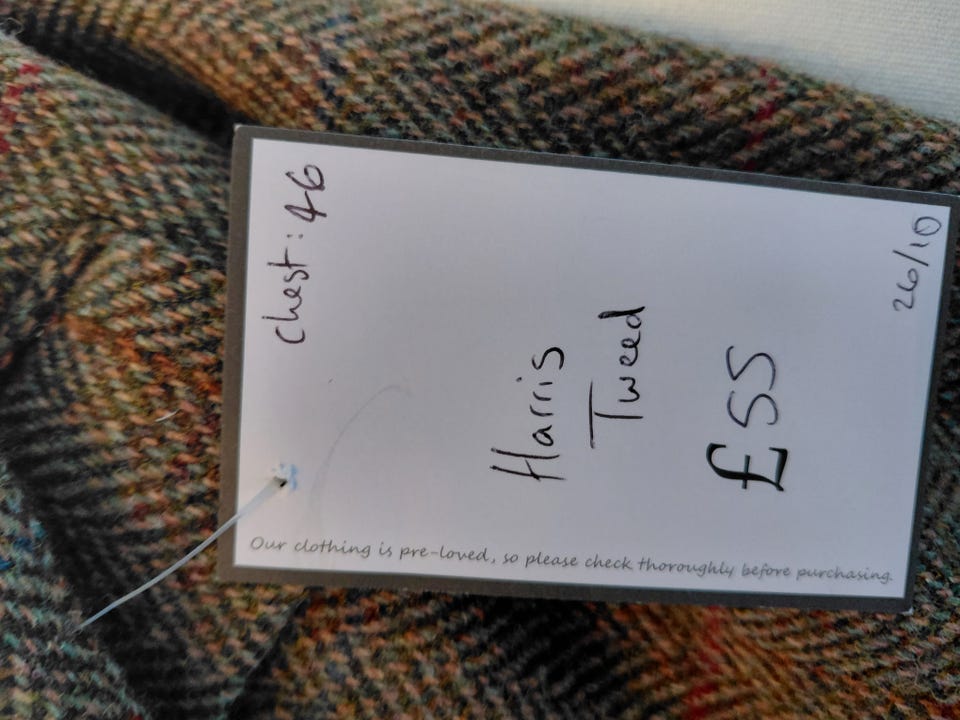 Chest: 46
Harris
Tweed
£55
26/10
Our clothing is pre-loved, so please check thoroughly before purchasing.